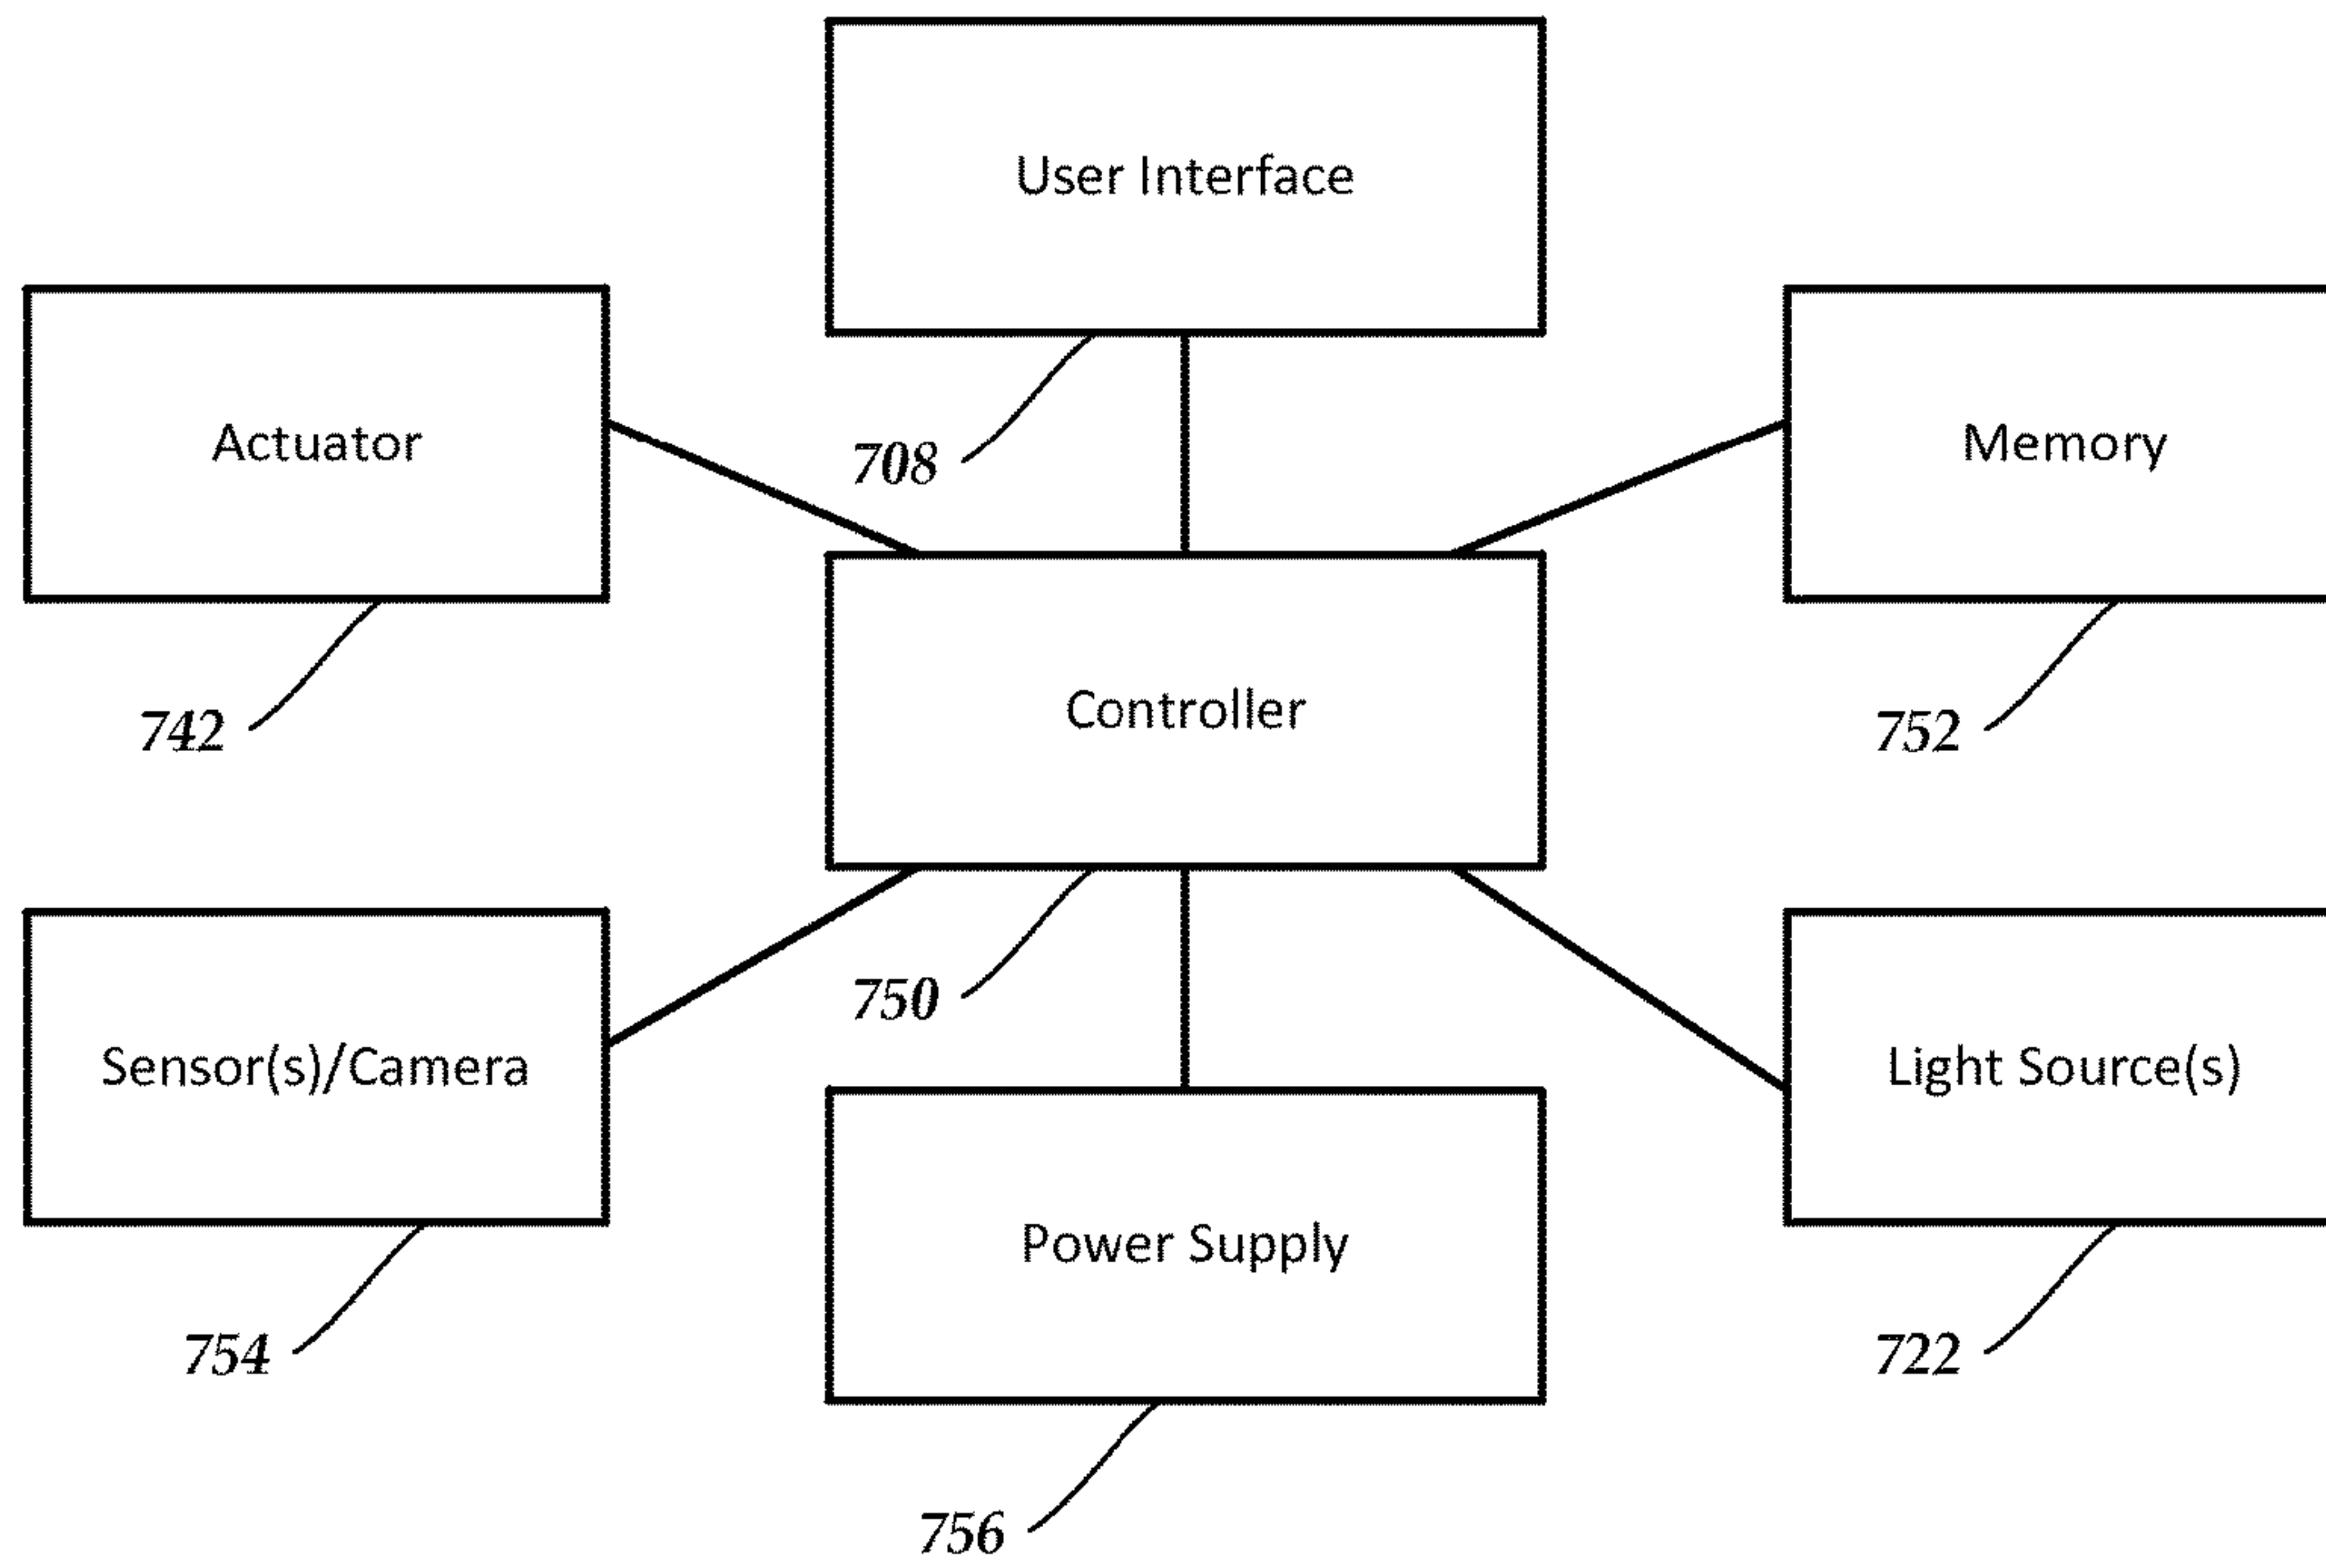 User Interface
708
Actuator
742
Memory
752
Controller
750
Sensor(s)/Camera
754
Light Source(s)
722
Power Supply
756